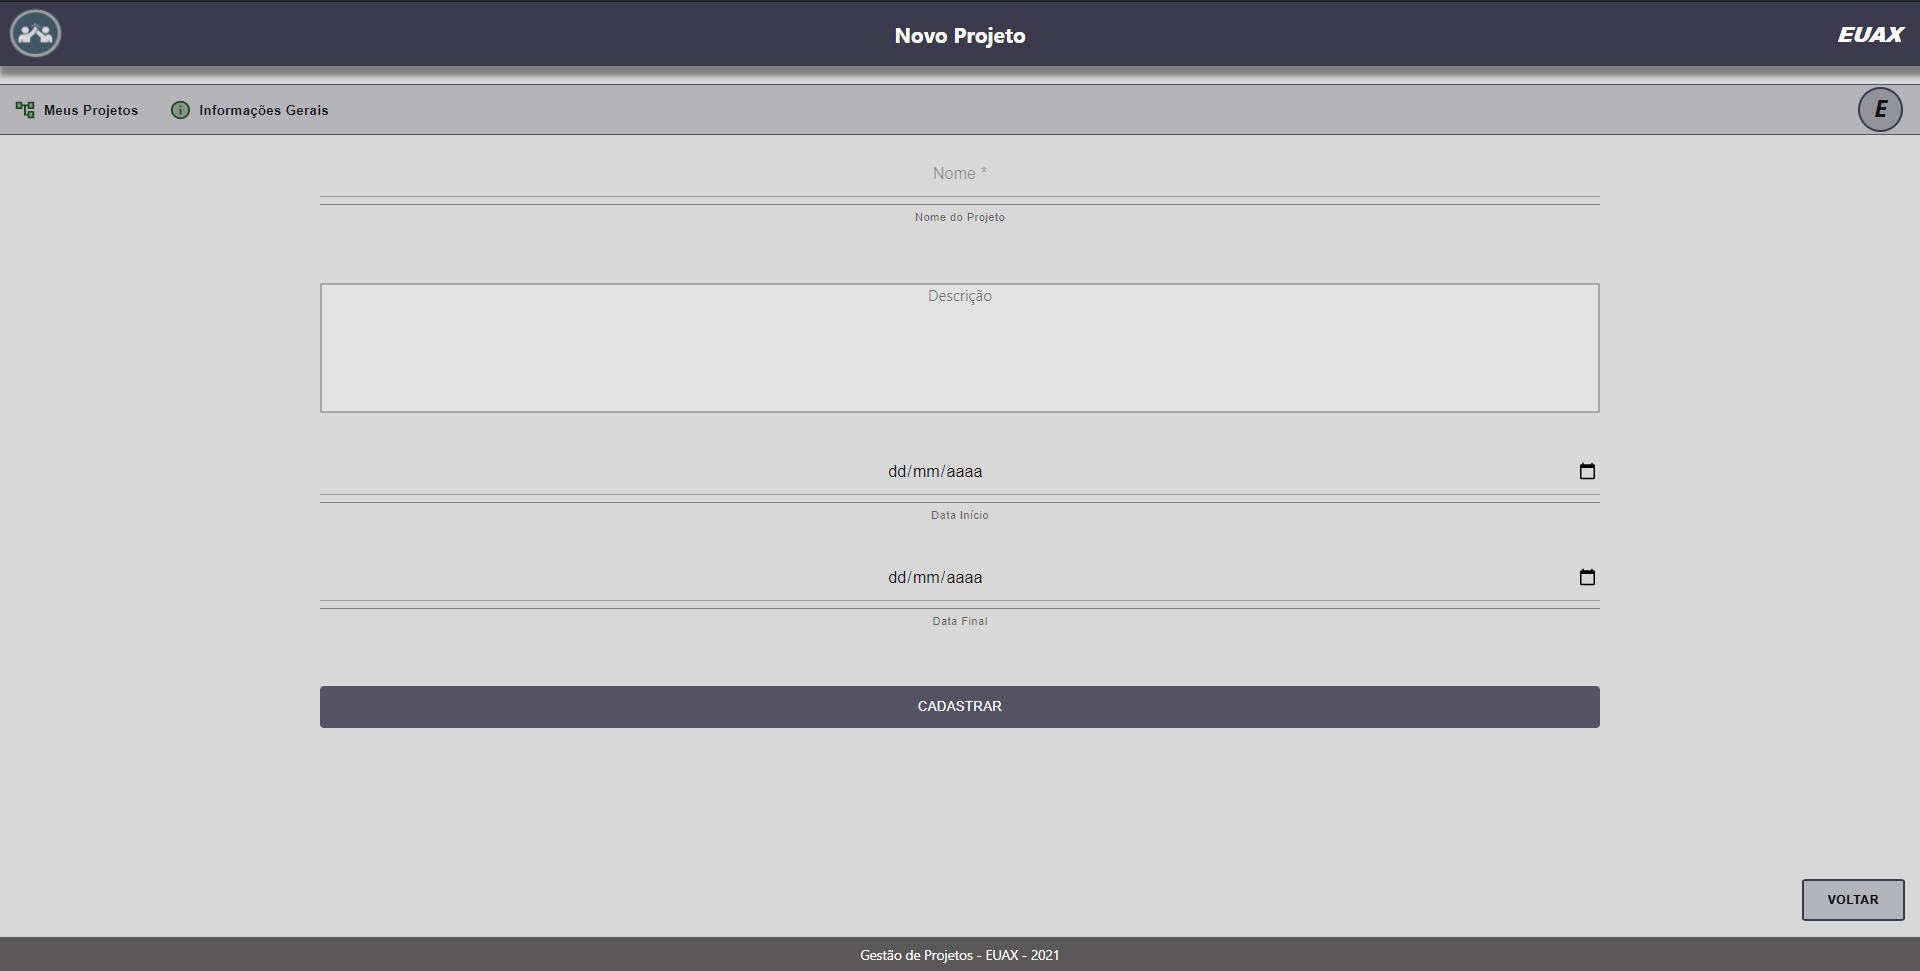 Novo Projeto
EUAX
Meus Projetos
Informações Gerais
E
Nome *
Nome do Projeto
Descrição
dd/mm/aaaa
Data Início
dd/mm/aaaa
Data Final
CADASTRAR
VOLTAR
Gestão de Projetos - EUAX - 2021